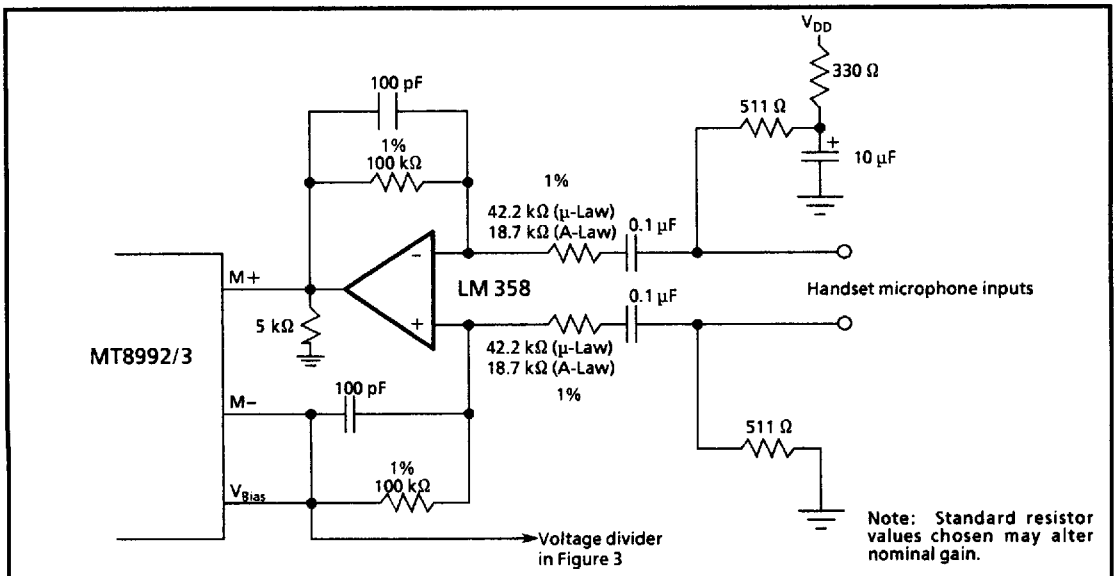 V_DD
330 Ω
511 Ω
+
10 µF
100 pF
1%
100 kΩ
1%
42.2 kΩ (µ-Law)
18.7 kΩ (A-Law)
0.1 µF
M+
−
LM 358
+
5 kΩ
MT8992/3
0.1 µF
Handset microphone inputs
42.2 kΩ (µ-Law)
18.7 kΩ (A-Law)
1%
100 pF
M−
511 Ω
1%
100 kΩ
V_Bias
Voltage divider
in Figure 3
Note: Standard resistor
values chosen may alter
nominal gain.